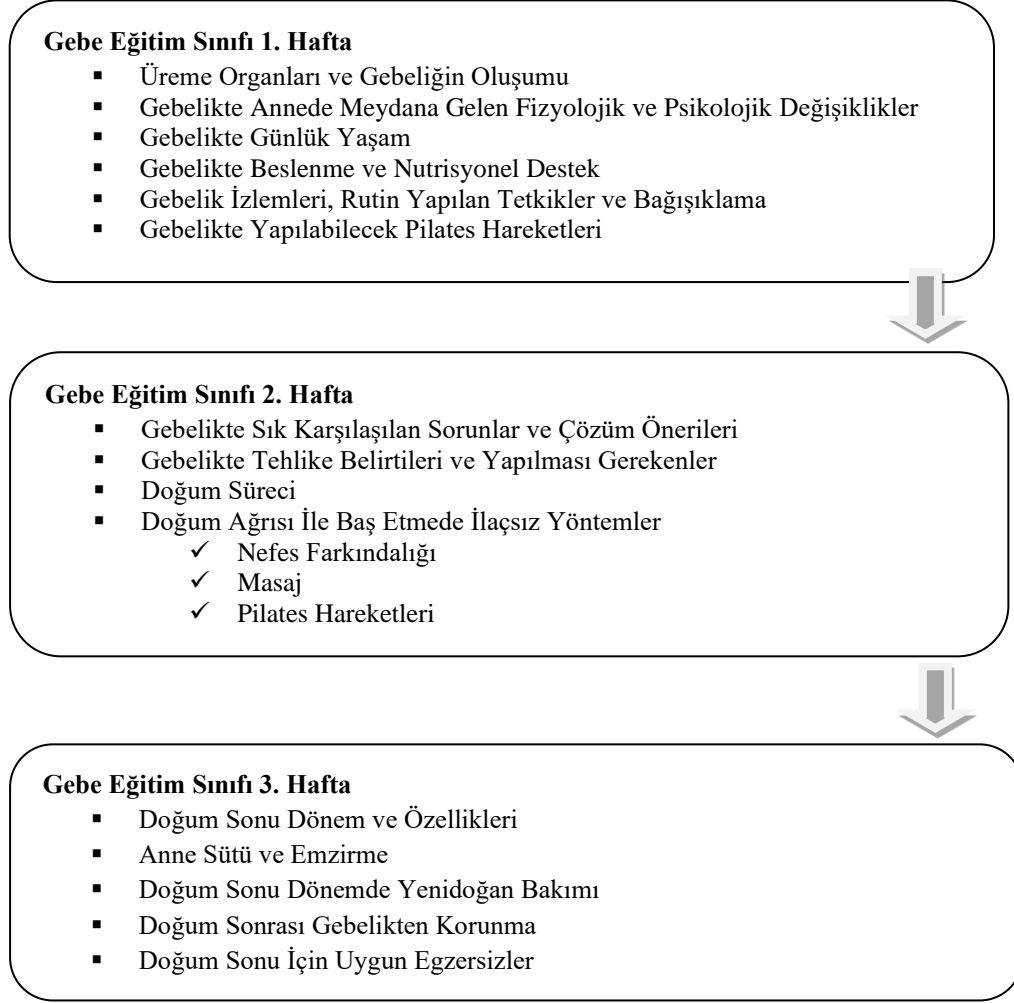 Gebe Eğitim Sınıfı 1. Hafta
▪ Üreme Organları ve Gebeliğin Oluşumu
▪ Gebelikte Annede Meydana Gelen Fizyolojik ve Psikolojik Değişiklikler
▪ Gebelikte Günlük Yaşam
▪ Gebelikte Beslenme ve Nutrisyonel Destek
▪ Gebelik İzlemleri, Rutin Yapılan Tetkikler ve Bağışıklama
▪ Gebelikte Yapılabilecek Pilates Hareketleri
Gebe Eğitim Sınıfı 2. Hafta
▪ Gebelikte Sık Karşılaşılan Sorunlar ve Çözüm Önerileri
▪ Gebelikte Tehlike Belirtileri ve Yapılması Gerekenler
▪ Doğum Süreci
▪ Doğum Ağrısı İle Baş Etmede İlaçsız Yöntemler
✓ Nefes Farkındalığı
✓ Masaj
✓ Pilates Hareketleri
Gebe Eğitim Sınıfı 3. Hafta
▪ Doğum Sonu Dönem ve Özellikleri
▪ Anne Sütü ve Emzirme
▪ Doğum Sonu Dönemde Yenidoğan Bakımı
▪ Doğum Sonrası Gebelikten Korunma
▪ Doğum Sonu İçin Uygun Egzersizler